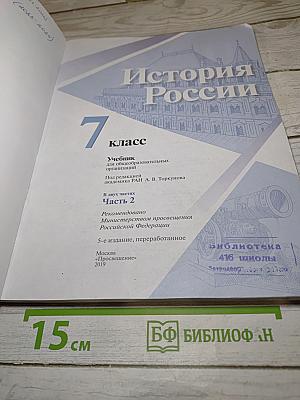 История
России
7 класс
Учебник
для общеобразовательных
организаций
Под редакцией
академика РАН А. В. Торкунова
В двух частях
Часть 2
Рекомендовано
Министерством просвещения
Российской Федерации
5-е издание, переработанное
Москва
«Просвещение»
2019
Библиотека
416 школы
15 см
БФ БИБЛИОФ